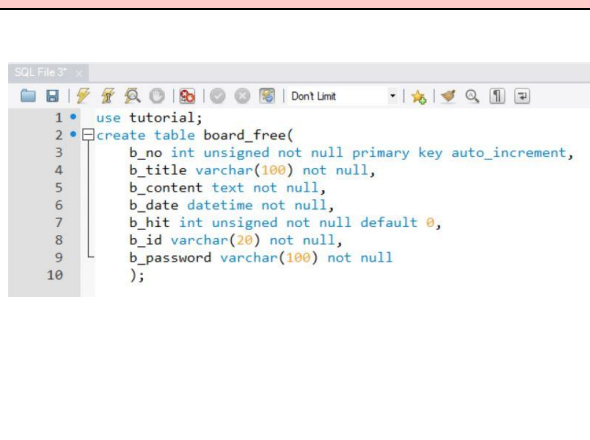 SQL File 3* ×
Don't Limit
1 use tutorial;
2 create table board_free(
3 b_no int unsigned not null primary key auto_increment,
4 b_title varchar(100) not null,
5 b_content text not null,
6 b_date datetime not null,
7 b_hit int unsigned not null default 0,
8 b_id varchar(20) not null,
9 b_password varchar(100) not null
10 );